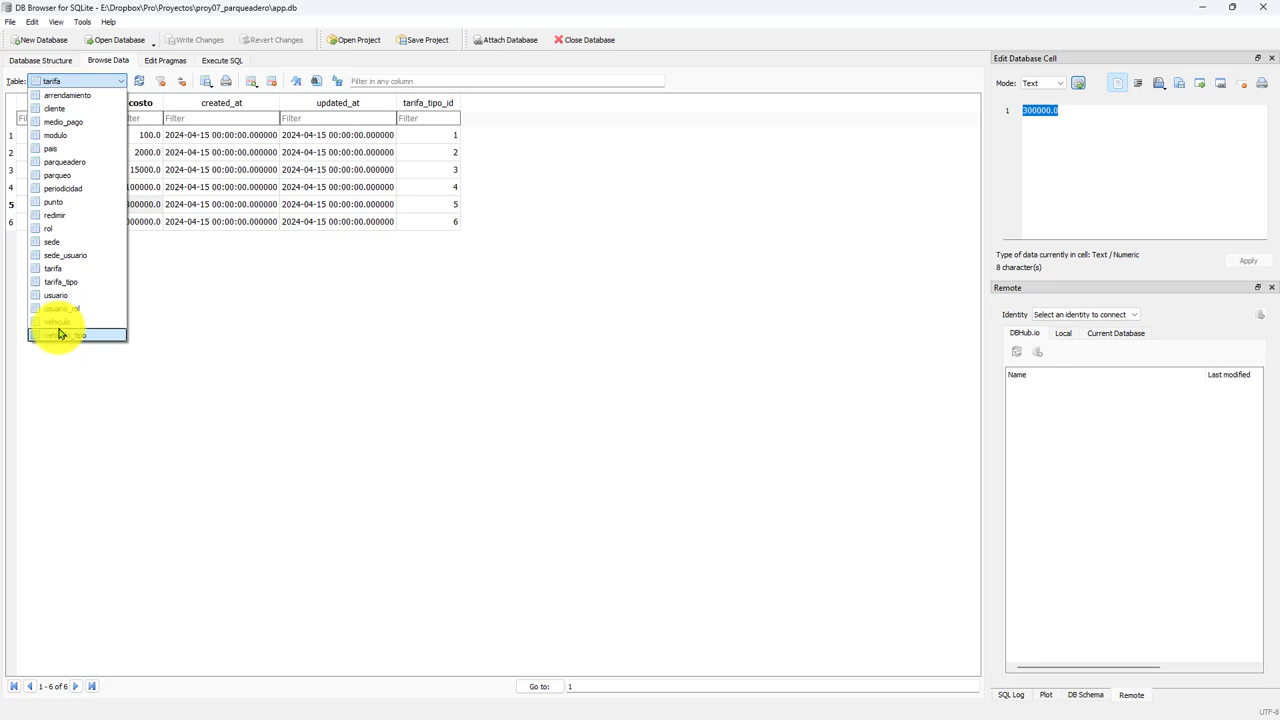 DB Browser for SQLite - E:\Dropbox\Pro\Proyectos\proy07_parqueadero\app.db
File Edit View Tools Help
New Database Open Database Write Changes Revert Changes Open Project Save Project Attach Database Close Database
Database Structure Browse Data Edit Pragmas Execute SQL
Table: tarifa Filter in any column
arrendamiento
cliente
medio_pago
modulo
pais
parqueadero
parqueo
periodicidad
punto
redimir
rol
sede
sede_usuario
tarifa
tarifa_tipo
usuario
usuario_rol
vehiculo
costo created_at updated_at tarifa_tipo_id
Filter Filter Filter
1 100.0 2024-04-15 00:00:00.000000 2024-04-15 00:00:00.000000 1
2 2000.0 2024-04-15 00:00:00.000000 2024-04-15 00:00:00.000000 2
3 15000.0 2024-04-15 00:00:00.000000 2024-04-15 00:00:00.000000 3
4 100000.0 2024-04-15 00:00:00.000000 2024-04-15 00:00:00.000000 4
5 300000.0 2024-04-15 00:00:00.000000 2024-04-15 00:00:00.000000 5
6 000000.0 2024-04-15 00:00:00.000000 2024-04-15 00:00:00.000000 6
1 - 6 of 6 Go to: 1
Edit Database Cell
Mode: Text
1 300000.0
Type of data currently in cell: Text / Numeric
8 character(s)
Apply
Remote
Identity Select an identity to connect
DBHub.io Local Current Database
Name Last modified
SQL Log Plot DB Schema Remote
UTF-8